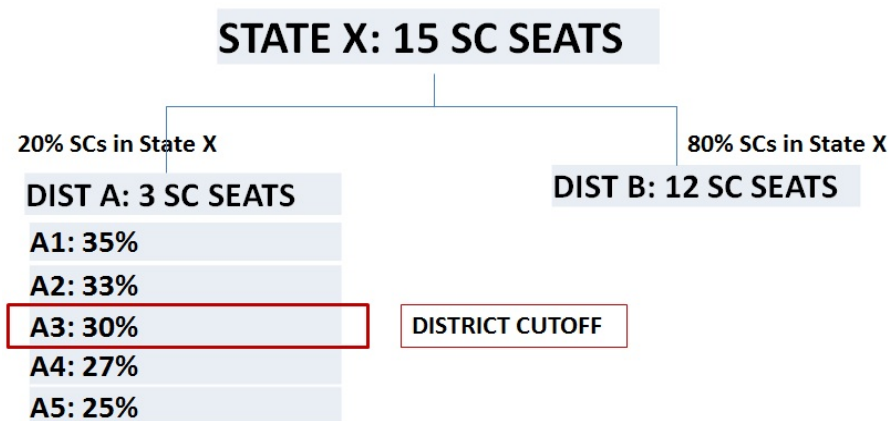 STATE X: 15 SC SEATS
20% SCs in State X
80% SCs in State X
DIST A: 3 SC SEATS
DIST B: 12 SC SEATS
A1: 35%
A2: 33%
A3: 30%
DISTRICT CUTOFF
A4: 27%
A5: 25%